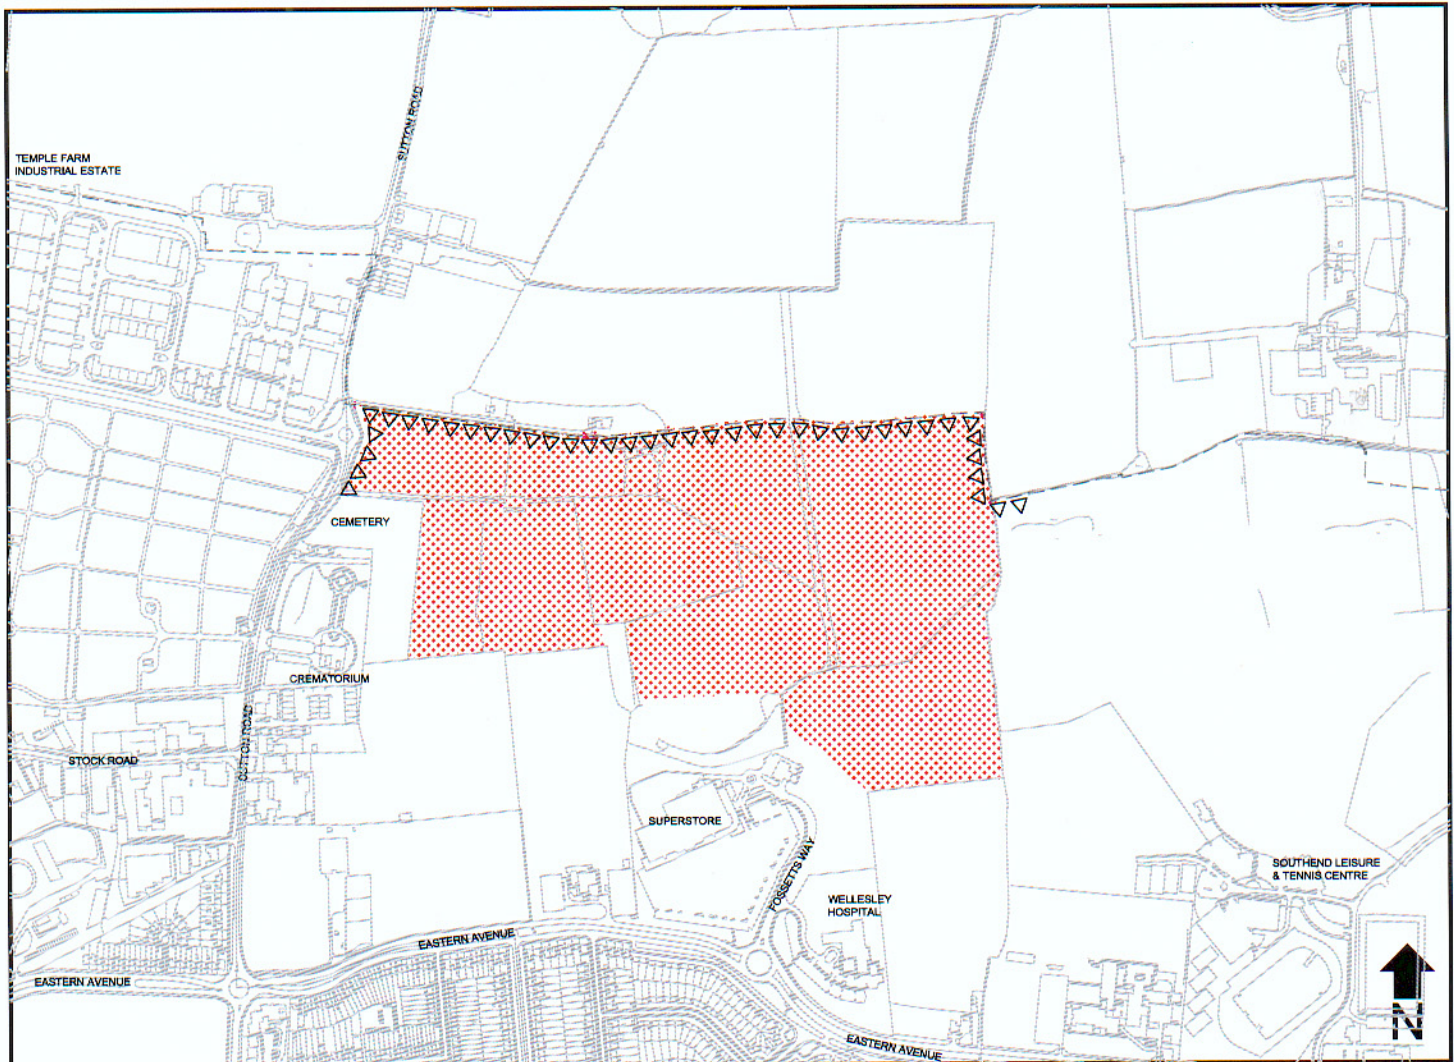 SUTTON ROAD
TEMPLE FARM
INDUSTRIAL ESTATE
CEMETERY
CREMATORIUM
SUTTON ROAD
STOCK ROAD
SUPERSTORE
FOSSETTS WAY
SOUTHEND LEISURE
& TENNIS CENTRE
WELLESLEY
HOSPITAL
EASTERN AVENUE
EASTERN AVENUE
EASTERN AVENUE
N